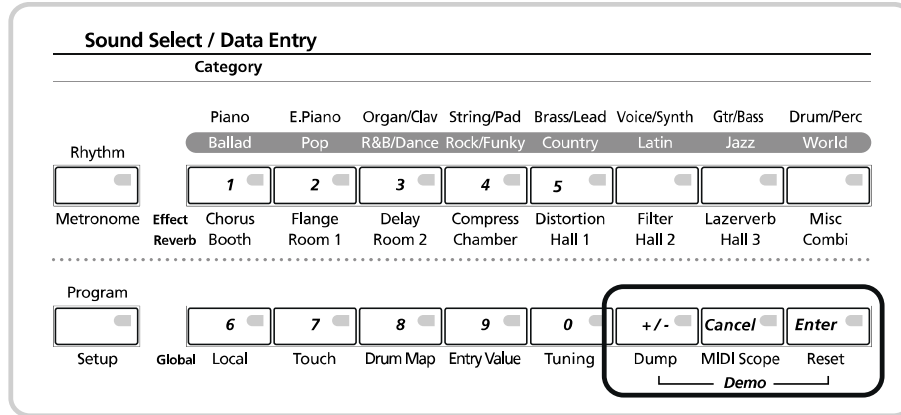 Sound Select / Data Entry
Category
Piano E.Piano Organ/Clav String/Pad Brass/Lead Voice/Synth Gtr/Bass Drum/Perc
Rhythm Ballad Pop R&B/Dance Rock/Funky Country Latin Jazz World
1 2 3 4 5
Metronome Effect Chorus Flange Delay Compress Distortion Filter Lazerverb Misc
Reverb Booth Room 1 Room 2 Chamber Hall 1 Hall 2 Hall 3 Combi
Program
6 7 8 9 0 +/- Cancel Enter
Setup Global Local Touch Drum Map Entry Value Tuning Dump MIDI Scope Reset
Demo